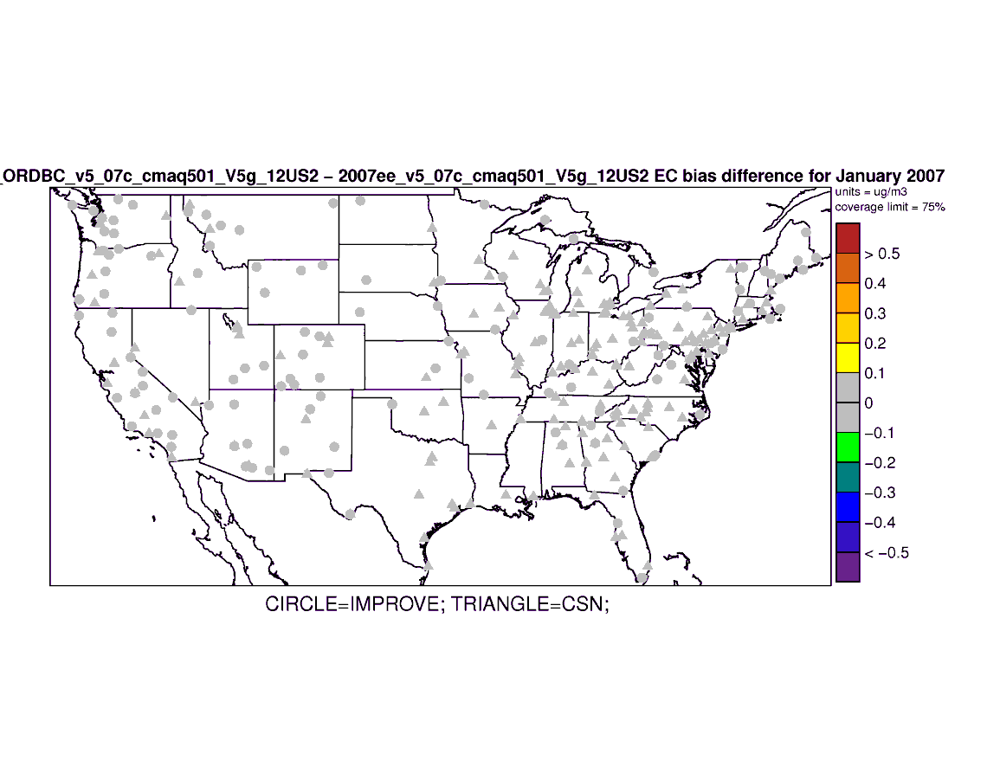 _ORDBC_v5_07c_cmaq501_V5g_12US2 − 2007ee_v5_07c_cmaq501_V5g_12US2 EC bias difference for January 2007
units = ug/m3
coverage limit = 75%
> 0.5
0.4
0.3
0.2
0.1
0
−0.1
−0.2
−0.3
−0.4
< −0.5
CIRCLE=IMPROVE; TRIANGLE=CSN;